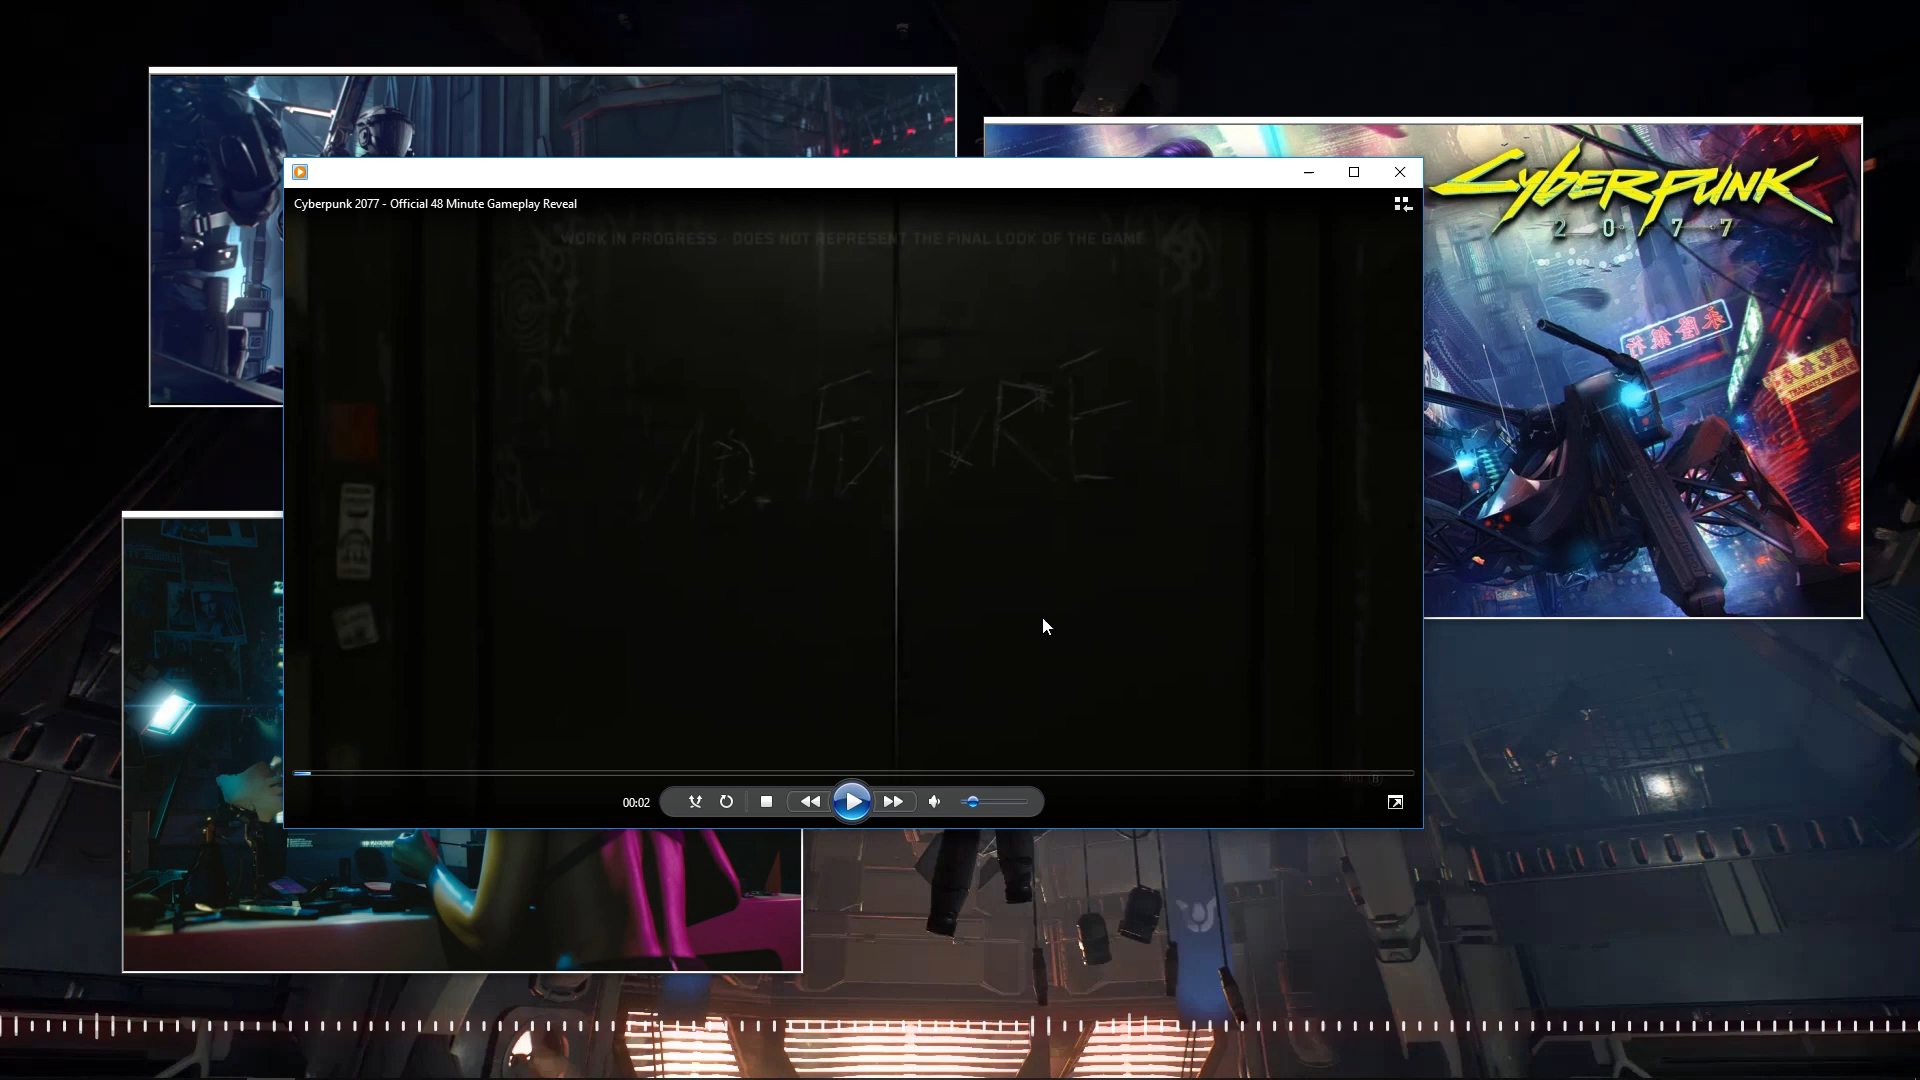 CYBERPUNK
2077
Cyberpunk 2077 - Official 48 Minute Gameplay Reveal
WORK IN PROGRESS - DOES NOT REPRESENT THE FINAL LOOK OF THE GAME
NO. FUTURE
00:02